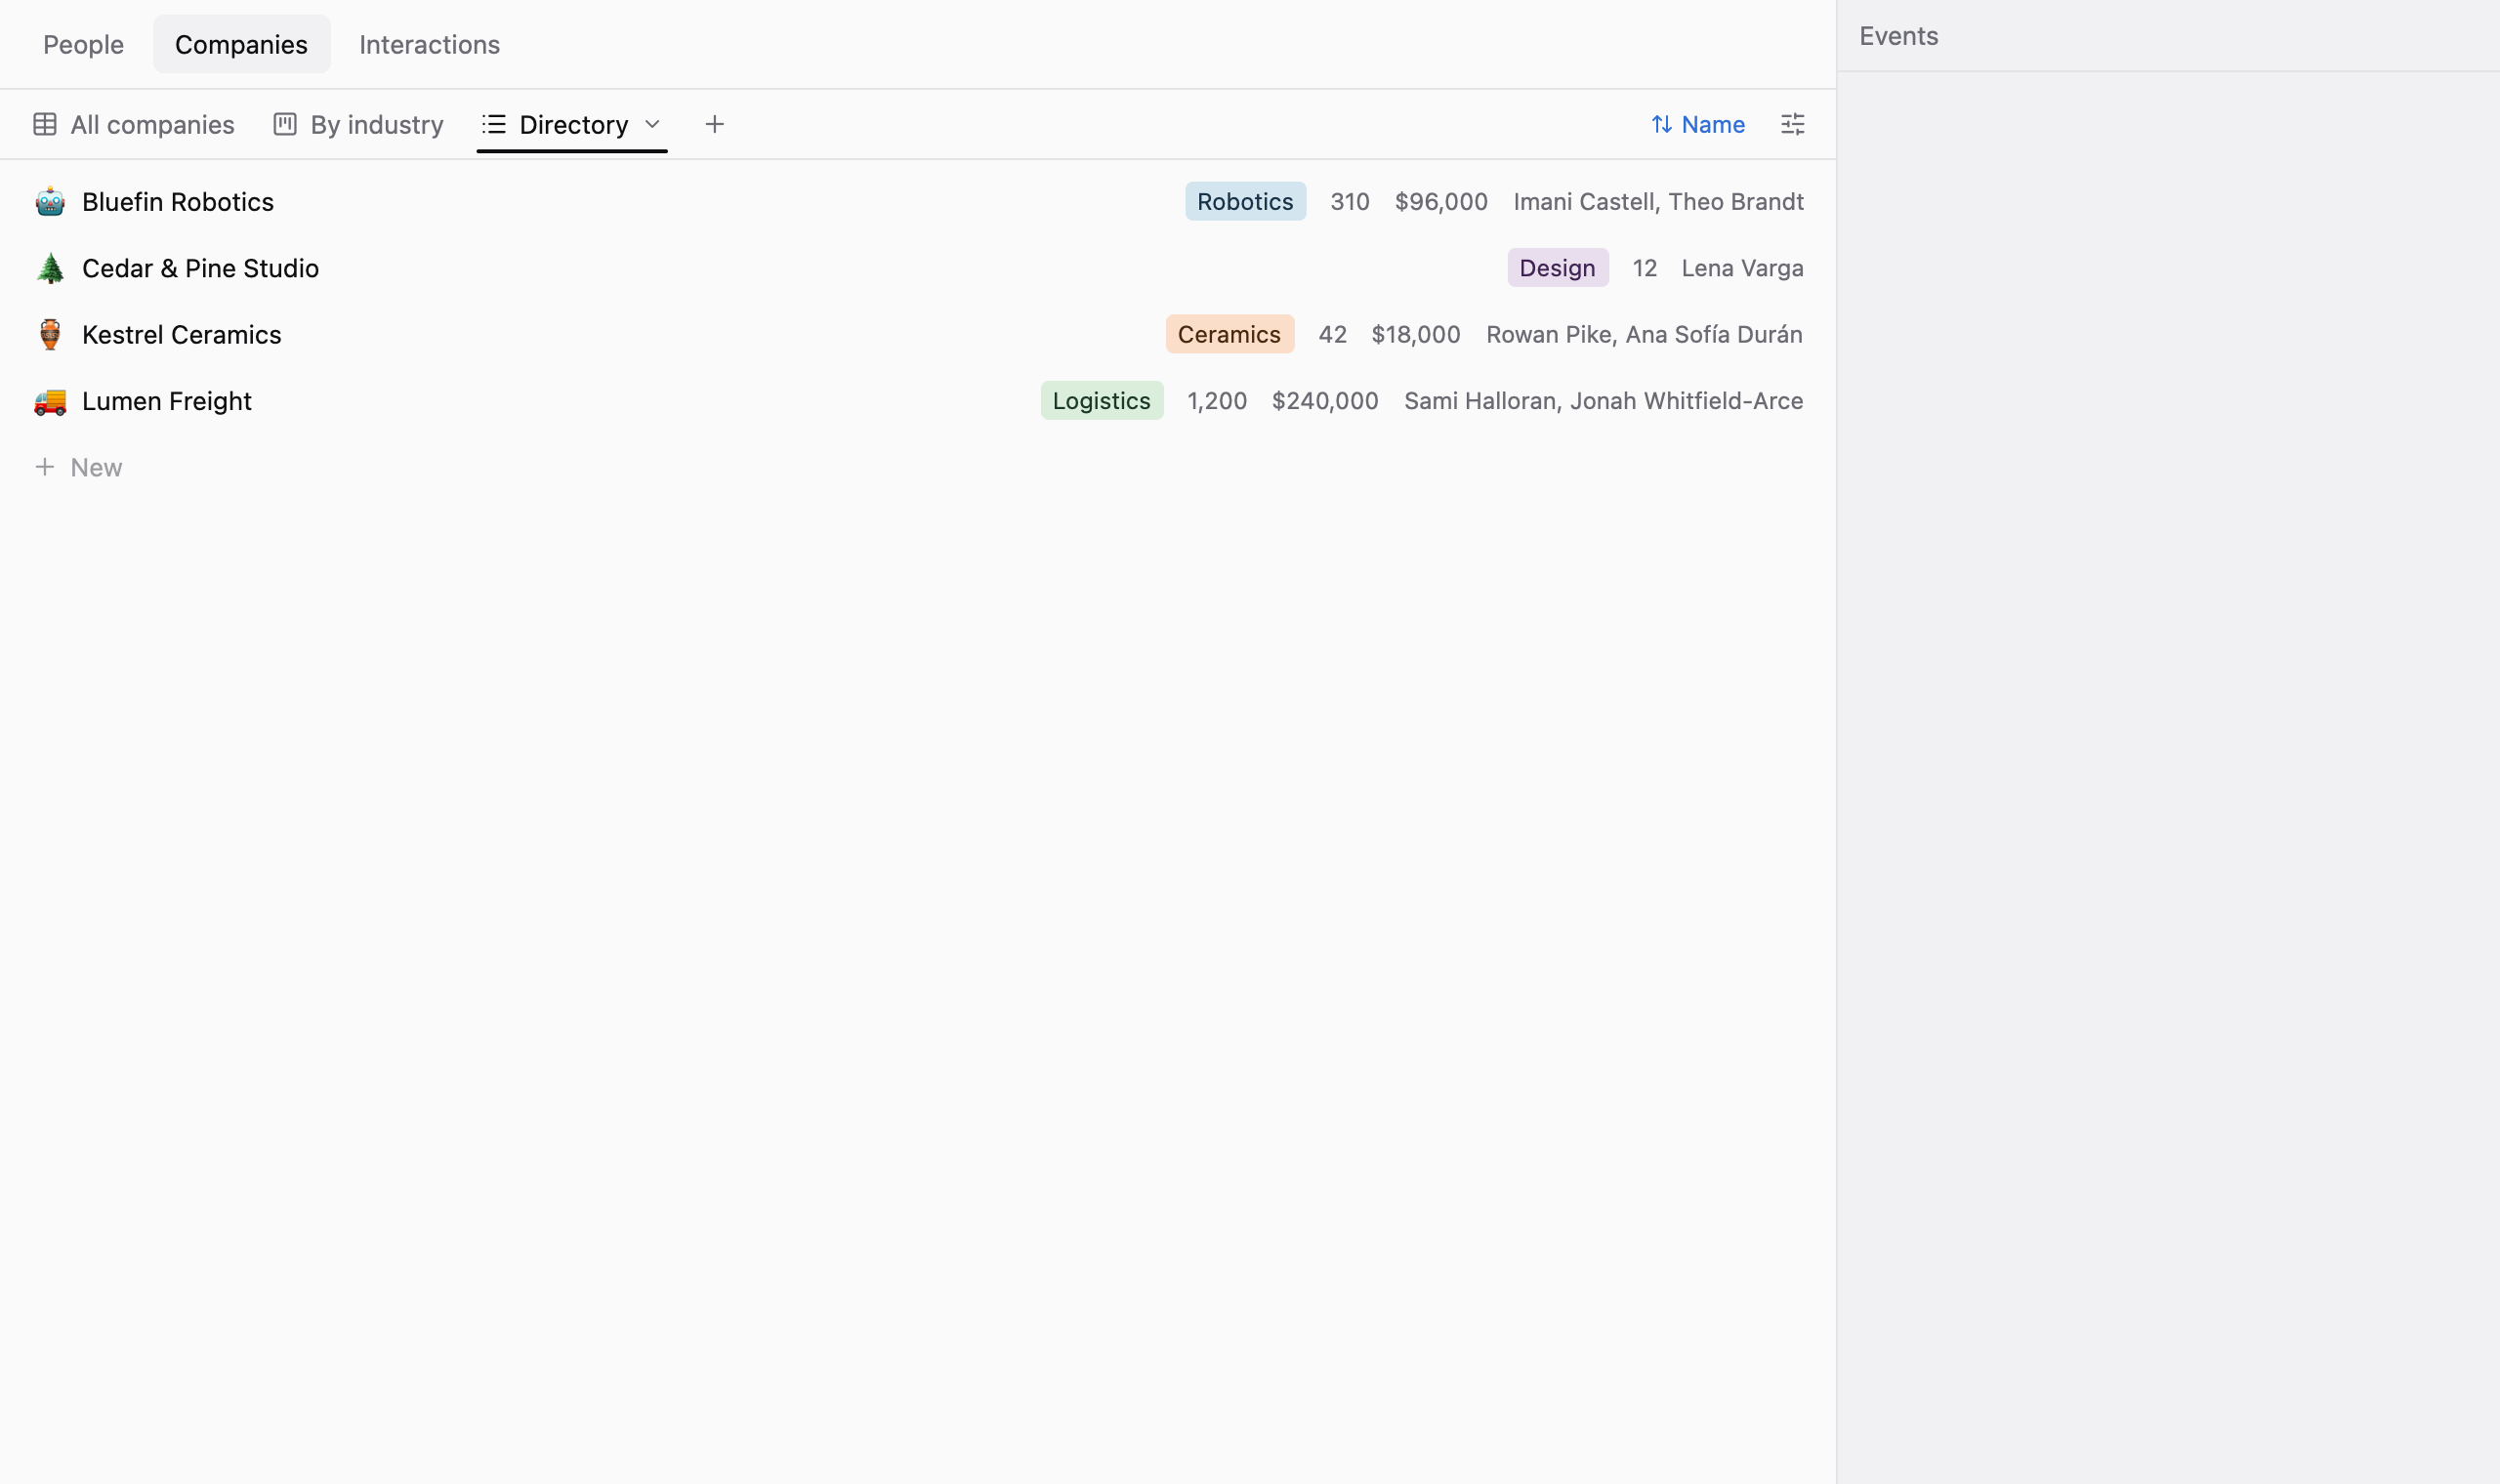 People Companies Interactions
Events
All companies By industry Directory Name
Bluefin Robotics Robotics 310 $96,000 Imani Castell, Theo Brandt
Cedar & Pine Studio Design 12 Lena Varga
Kestrel Ceramics Ceramics 42 $18,000 Rowan Pike, Ana Sofía Durán
Lumen Freight Logistics 1,200 $240,000 Sami Halloran, Jonah Whitfield-Arce
New